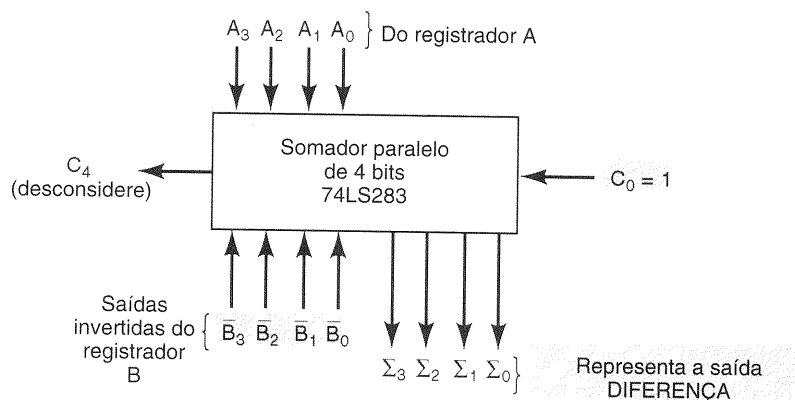 A₃ A₂ A₁ A₀ } Do registrador A
Somador paralelo
de 4 bits
74LS283
C₄
(desconsidere)
C₀ = 1
Saídas
invertidas do
registrador
B
{ B̅₃ B̅₂ B̅₁ B̅₀
Σ₃ Σ₂ Σ₁ Σ₀ }
Representa a saída
DIFERENÇA